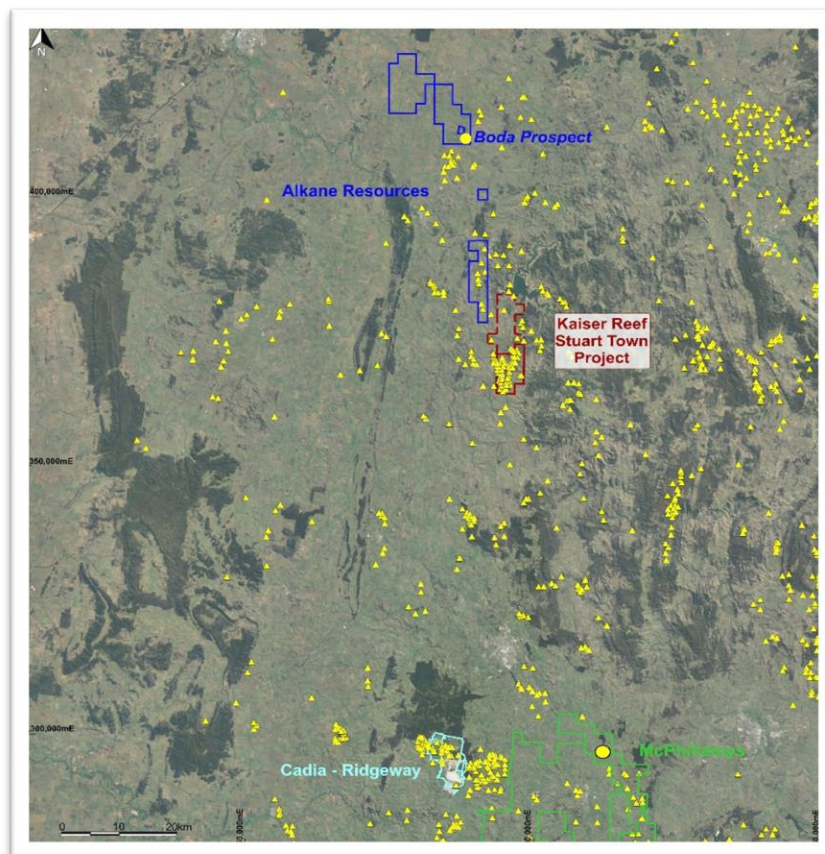 N
D
Boda Prospect
400,000mE
Alkane Resources
Kaiser Reef
Stuart Town
Project
350,000mE
300,000mE
McPhillamys
Cadia - Ridgeway
0 10 20km